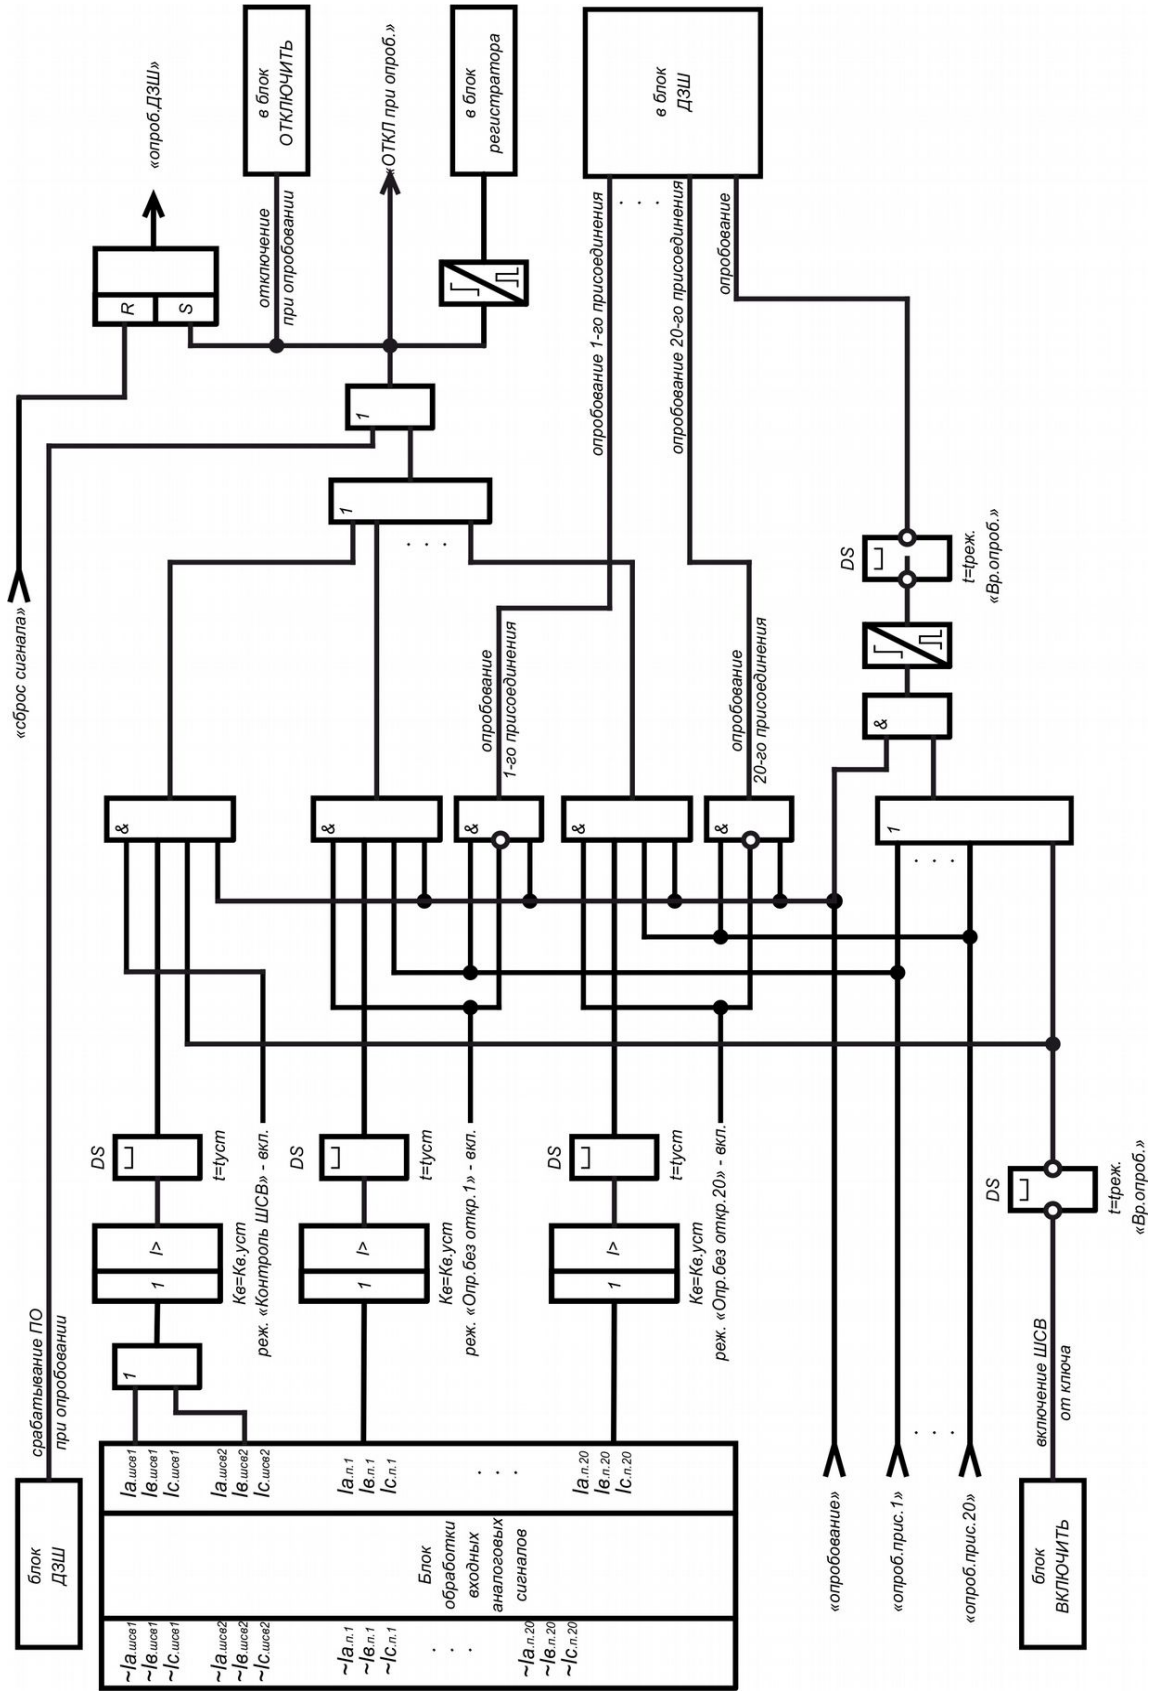 блок
ДЗШ
срабатывание ПО
при опробовании
«сброс сигнала»
R
S
«опроб.ДЗШ»
отключение
при опробовании
в блок
ОТКЛЮЧИТЬ
1
«ОТКЛ при опроб.»
в блок
регистратора
~Iа.шсв1
~Iв.шсв1
~Iс.шсв1
~Iа.шсв2
~Iв.шсв2
~Iс.шсв2
~Iа.п.1
~Iв.п.1
~Iс.п.1
. . .
~Iа.п.20
~Iв.п.20
~Iс.п.20
Блок
обработки
входных
аналоговых
сигналов
Iа.шсв1
Iв.шсв1
Iс.шсв1
Iа.шсв2
Iв.шсв2
Iс.шсв2
Iа.п.1
Iв.п.1
Iс.п.1
. . .
Iа.п.20
Iв.п.20
Iс.п.20
1
1
I>
Кв=Кв.уст
DS
t=tуст
реж. «Контроль ШСВ» - вкл.
&
1
. . .
1
I>
Кв=Кв.уст
DS
t=tуст
реж. «Опр.без откр.1» - вкл.
&
&
опробование
1-го присоединения
опробование 1-го присоединения
1
I>
Кв=Кв.уст
DS
t=tуст
реж. «Опр.без откр.20» - вкл.
&
&
опробование
20-го присоединения
опробование 20-го присоединения
. . .
опробование
в блок
ДЗШ
«опробование»
«опроб.прис.1»
. . .
«опроб.прис.20»
блок
ВКЛЮЧИТЬ
включение ШСВ
от ключа
DS
t=tреж.
«Вр.опроб.»
1
. . .
&
DS
t=tреж.
«Вр.опроб.»